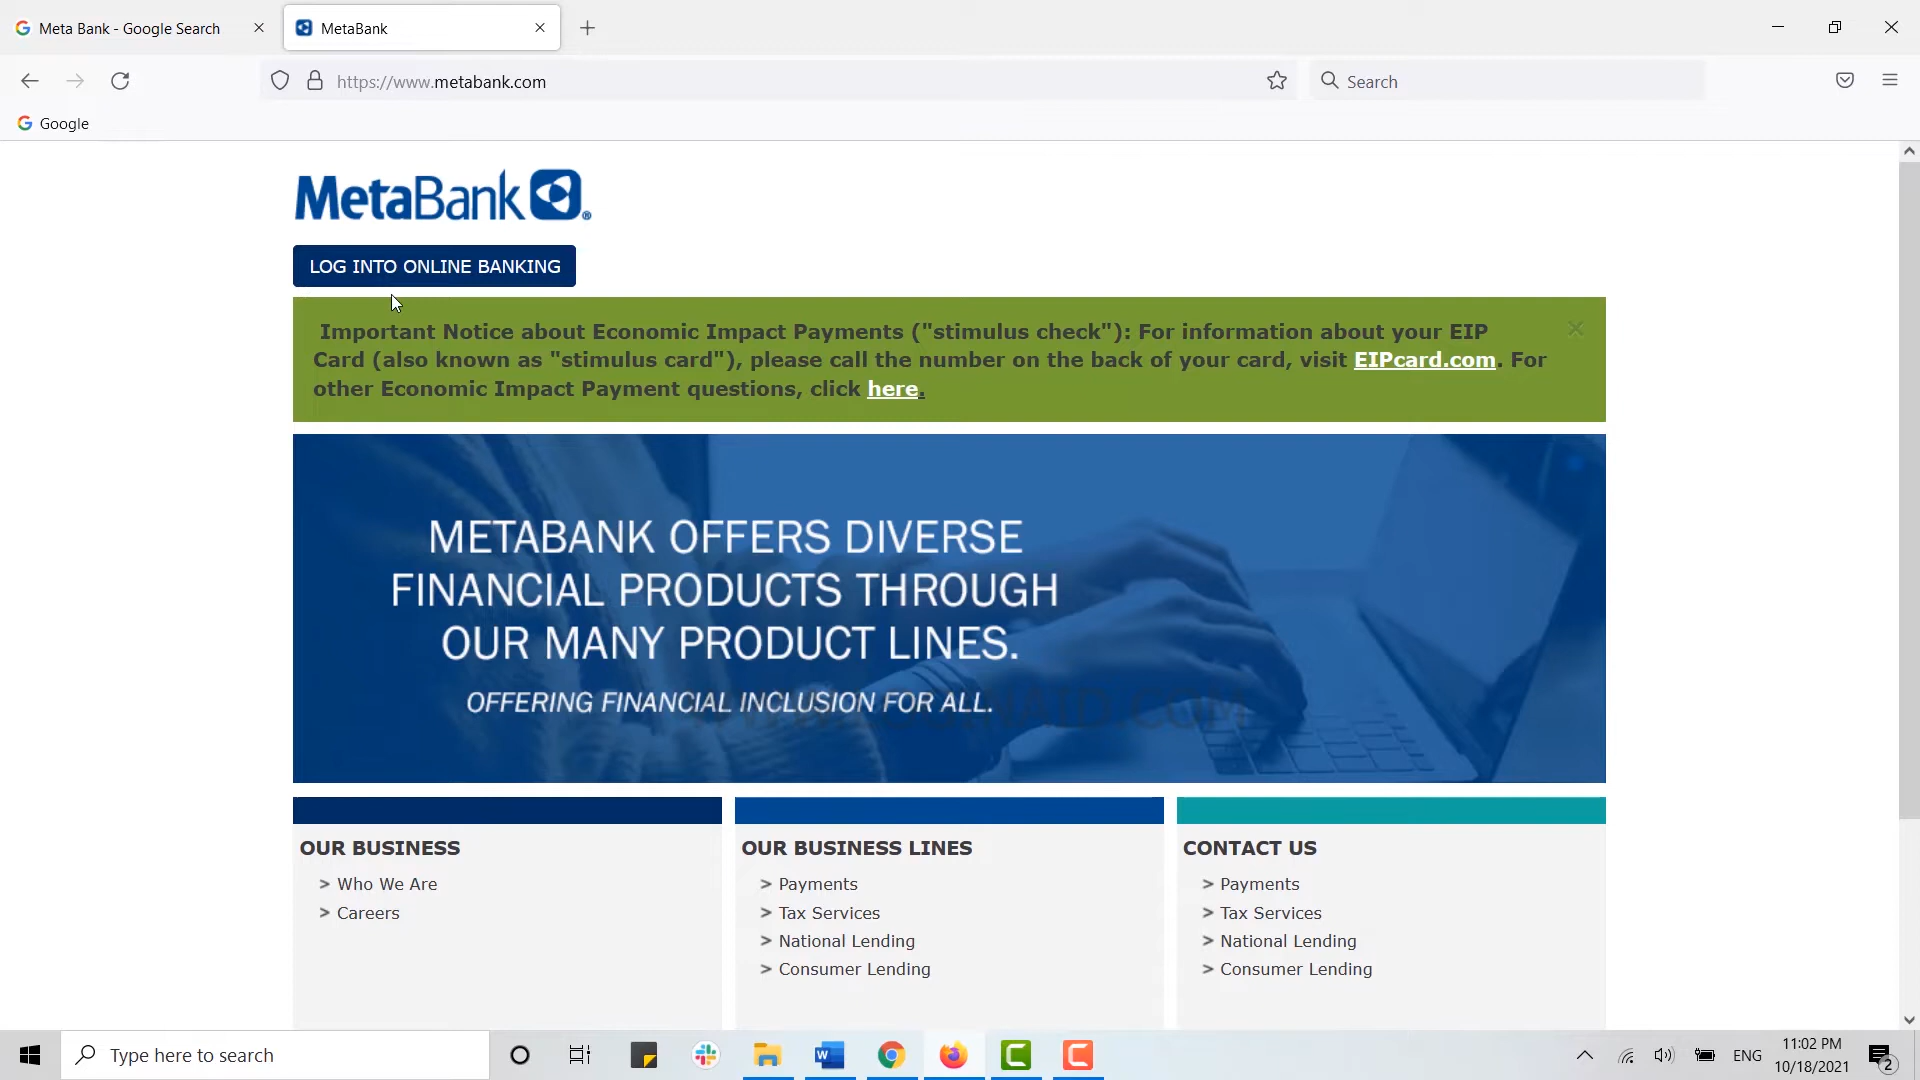 Meta Bank - Google Search
MetaBank
https://www.metabank.com
Search
Google
MetaBank
LOG INTO ONLINE BANKING
Important Notice about Economic Impact Payments ("stimulus check"): For information about your EIP
Card (also known as "stimulus card"), please call the number on the back of your card, visit EIPcard.com. For
other Economic Impact Payment questions, click here.
METABANK OFFERS DIVERSE
FINANCIAL PRODUCTS THROUGH
OUR MANY PRODUCT LINES.
OFFERING FINANCIAL INCLUSION FOR ALL.
OUR BUSINESS
> Who We Are
> Careers
OUR BUSINESS LINES
> Payments
> Tax Services
> National Lending
> Consumer Lending
CONTACT US
> Payments
> Tax Services
> National Lending
> Consumer Lending
Type here to search
ENG
11:02 PM
10/18/2021
2